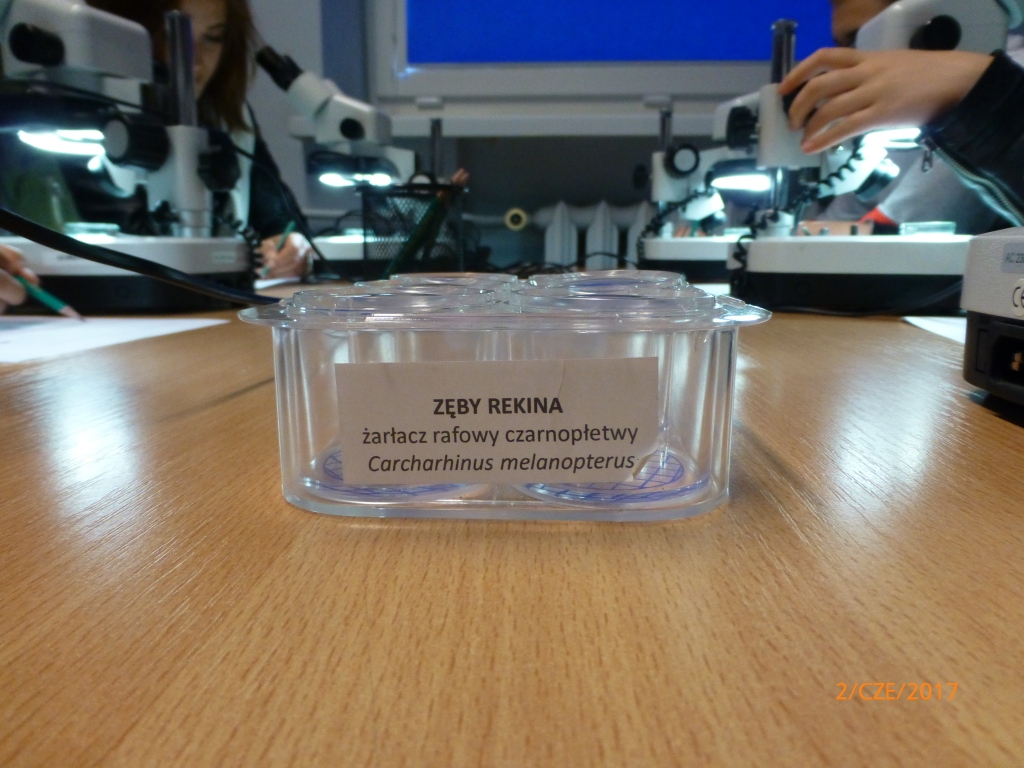 ZĘBY REKINA
żarłacz rafowy czarnopłetwy
Carcharhinus melanopterus
2/CZE/2017